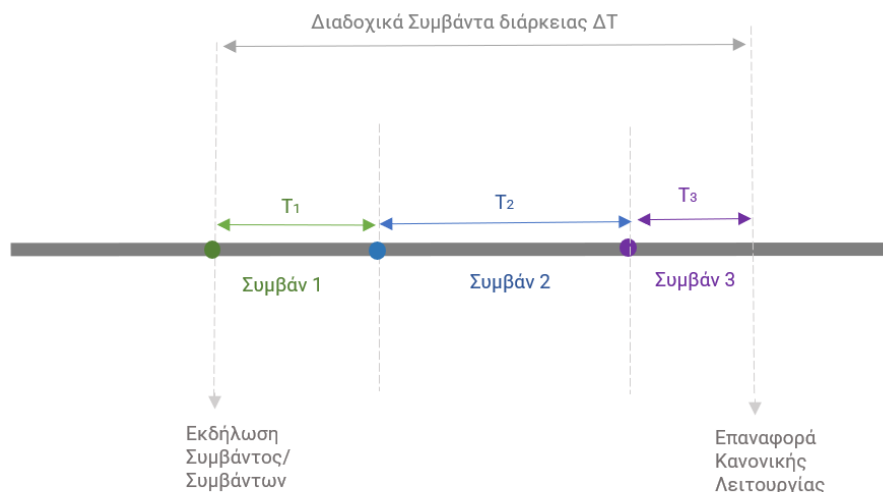 Διαδοχικά Συμβάντα διάρκειας ΔΤ
T1
T2
T3
Συμβάν 1
Συμβάν 2
Συμβάν 3
Εκδήλωση
Συμβάντος/
Συμβάντων
Επαναφορά
Κανονικής
Λειτουργίας